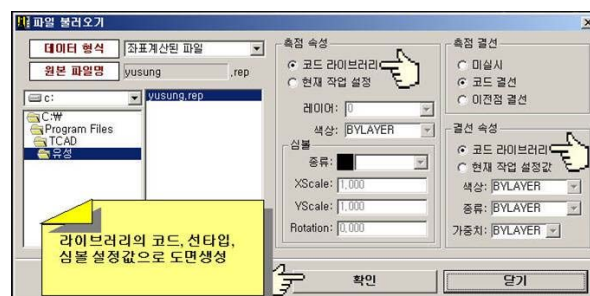 파일 불러오기
데이터 형식
좌표계산된 파일
원본 파일명
yusung
,rep
c:
C:₩
Program Files
TCAD
유성
yusung,rep
측점 속성
코드 라이브러리
현재 작업 설정
레이어: 0
색상: BYLAYER
심볼
종류:
XScale: 1,000
YScale: 1,000
Rotation: 0,000
측점 결선
미실시
코드 결선
이전점 결선
결선 속성
코드 라이브러리
현재 작업 설정값
색상: BYLAYER
종류: BYLAYER
가중치: BYLAYER
라이브러리의 코드, 선타입,
심볼 설정값으로 도면생성
확인
닫기